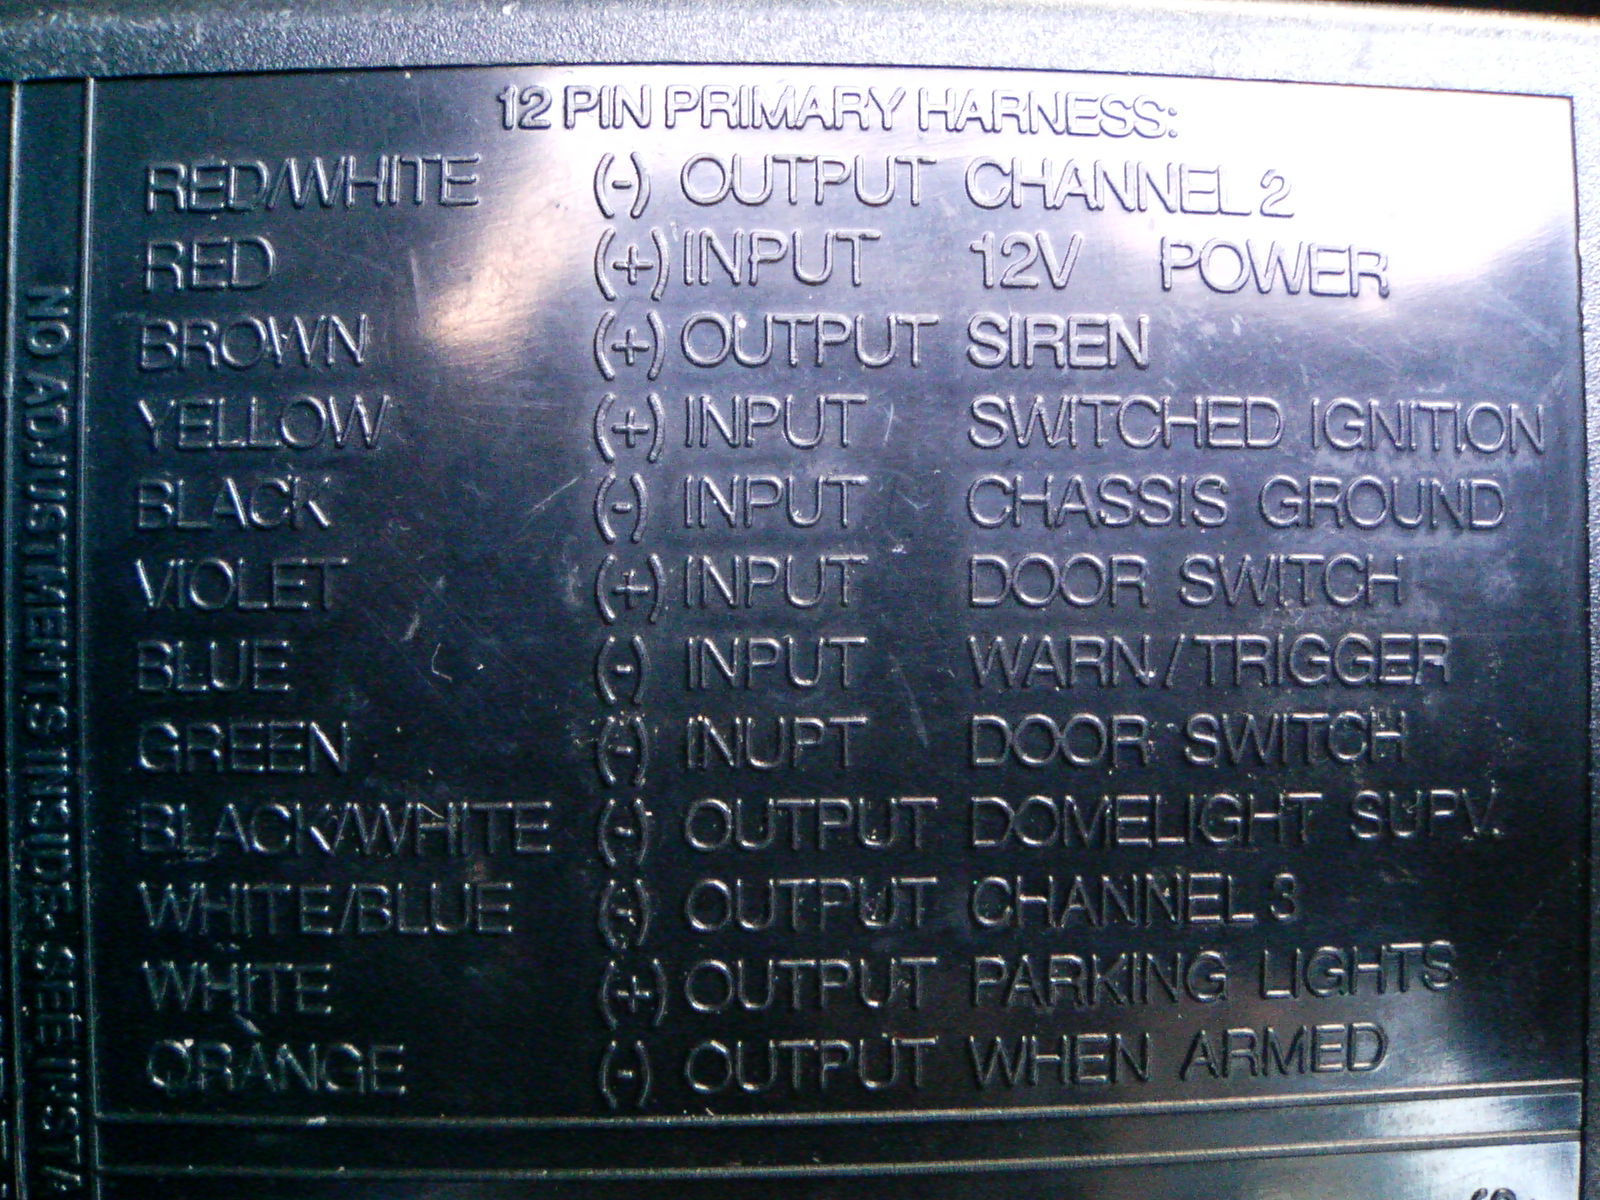 12 PIN PRIMARY HARNESS:
RED/WHITE (-) OUTPUT CHANNEL 2
RED (+) INPUT 12V POWER
BROWN (+) OUTPUT SIREN
YELLOW (+) INPUT SWITCHED IGNITION
BLACK (-) INPUT CHASSIS GROUND
VIOLET (+) INPUT DOOR SWITCH
BLUE (-) INPUT WARN/TRIGGER
GREEN (-) INUPT DOOR SWITCH
BLACK/WHITE (-) OUTPUT DOMELIGHT SUPV.
WHITE/BLUE (-) OUTPUT CHANNEL 3
WHITE (+) OUTPUT PARKING LIGHTS
ORANGE (-) OUTPUT WHEN ARMED
NO ADJUSTMENTS INSIDE- SEE INSTA